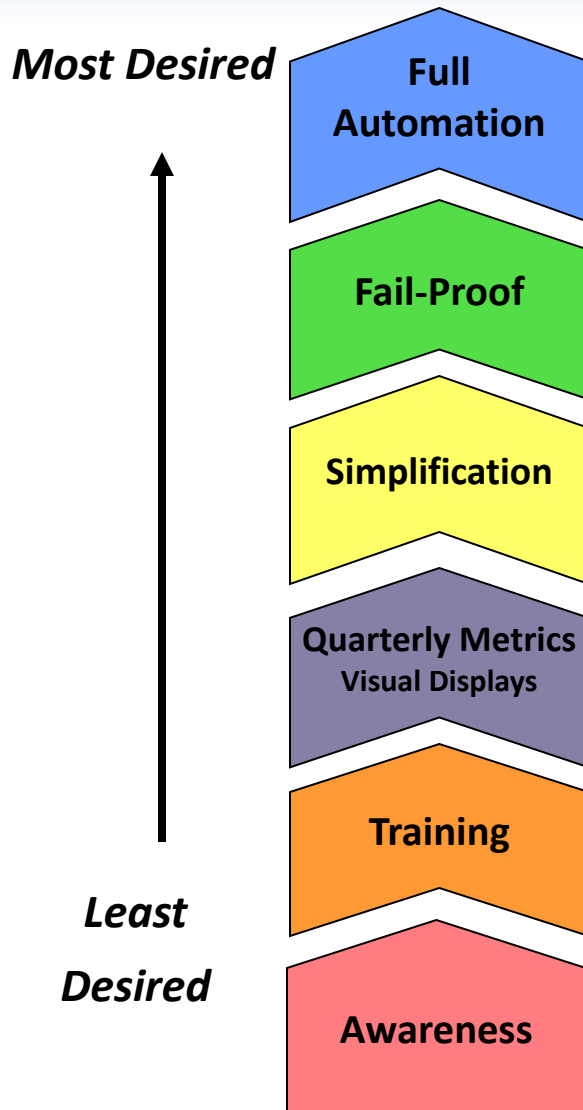 Most Desired
Full
Automation
Fail-Proof
Simplification
Quarterly Metrics
Visual Displays
Training
Least
Desired
Awareness